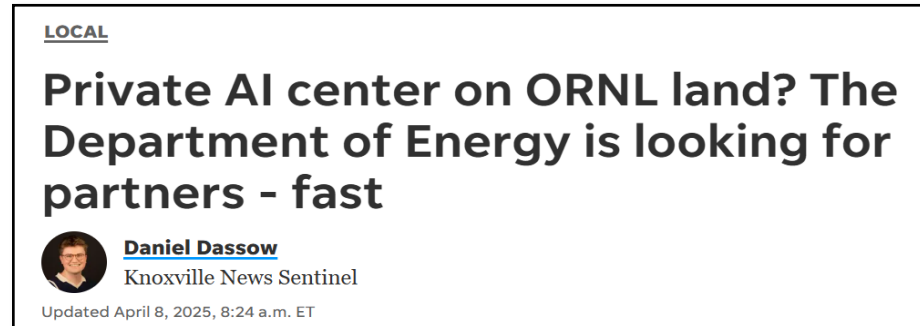 LOCAL
Private AI center on ORNL land? The
Department of Energy is looking for
partners - fast
Daniel Dassow
Knoxville News Sentinel
Updated April 8, 2025, 8:24 a.m. ET